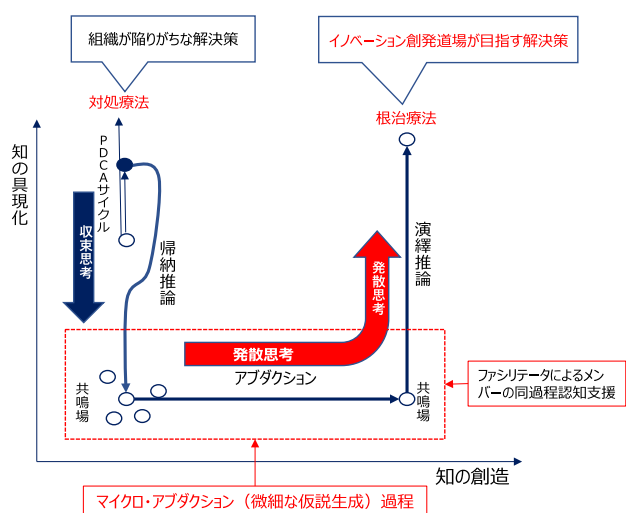 組織が陥りがちな解決策
イノベーション創発道場が目指す解決策
対処療法
根治療法
知の具現化
PDCAサイクル
収束思考
帰納推論
発散思考
演繹推論
発散思考
アブダクション
共鳴場
共鳴場
ファシリテータによるメン
バーの同過程認知支援
知の創造
マイクロ・アブダクション（微細な仮説生成）過程